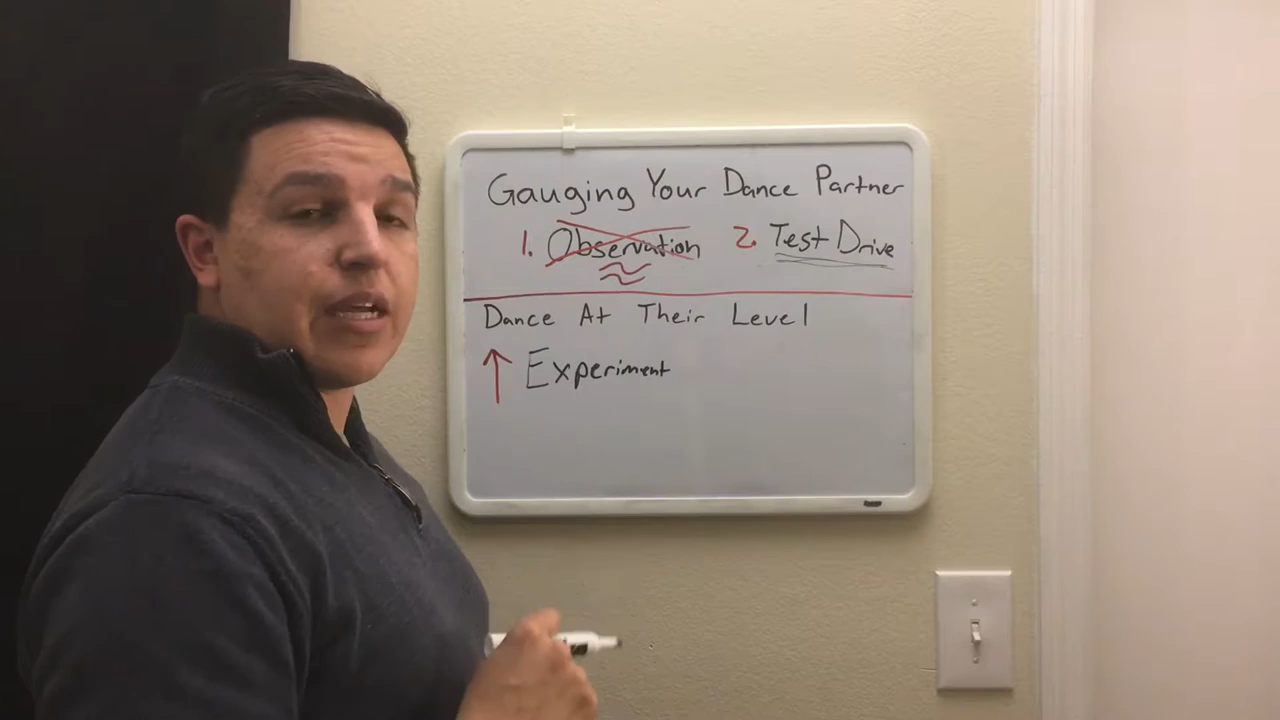 Gauging Your Dance Partner
1. Observation 2. Test Drive
Dance At Their Level
↑ Experiment